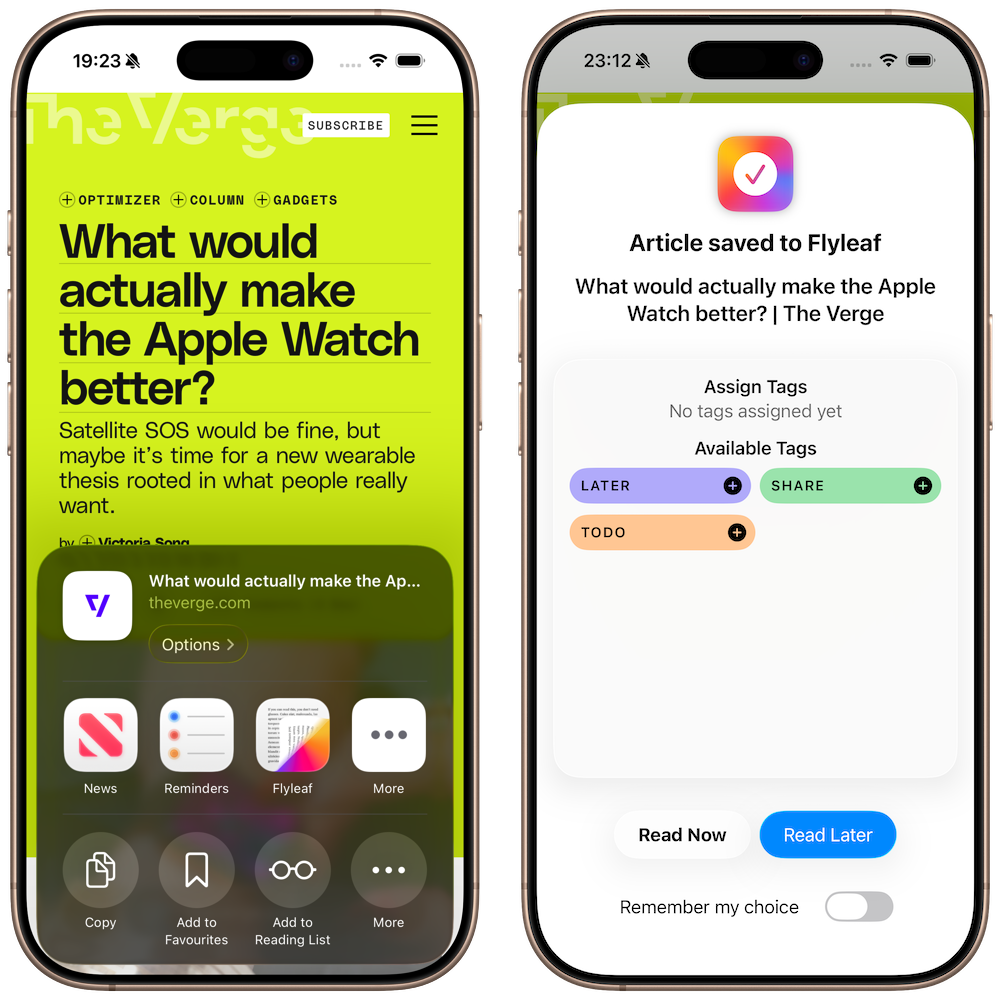 19:23
The Verge
SUBSCRIBE
OPTIMIZER COLUMN GADGETS
What would
actually make
the Apple Watch
better?
Satellite SOS would be fine, but
maybe it's time for a new wearable
thesis rooted in what people really
want.
by Victoria Song
What would actually make the Ap...
theverge.com
Options
News
Reminders
Flyleaf
More
Copy
Add to
Favourites
Add to
Reading List
More
23:12
Article saved to Flyleaf
What would actually make the Apple
Watch better? | The Verge
Assign Tags
No tags assigned yet
Available Tags
LATER
SHARE
TODO
Read Now
Read Later
Remember my choice